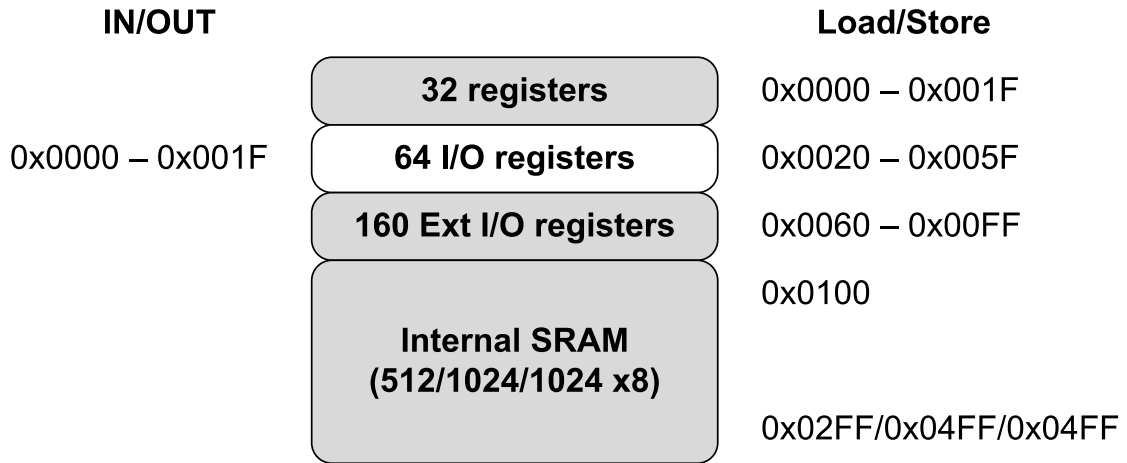 IN/OUT
Load/Store
32 registers
0x0000 – 0x001F
0x0000 – 0x001F
64 I/O registers
0x0020 – 0x005F
160 Ext I/O registers
0x0060 – 0x00FF
0x0100
Internal SRAM
(512/1024/1024 x8)
0x02FF/0x04FF/0x04FF